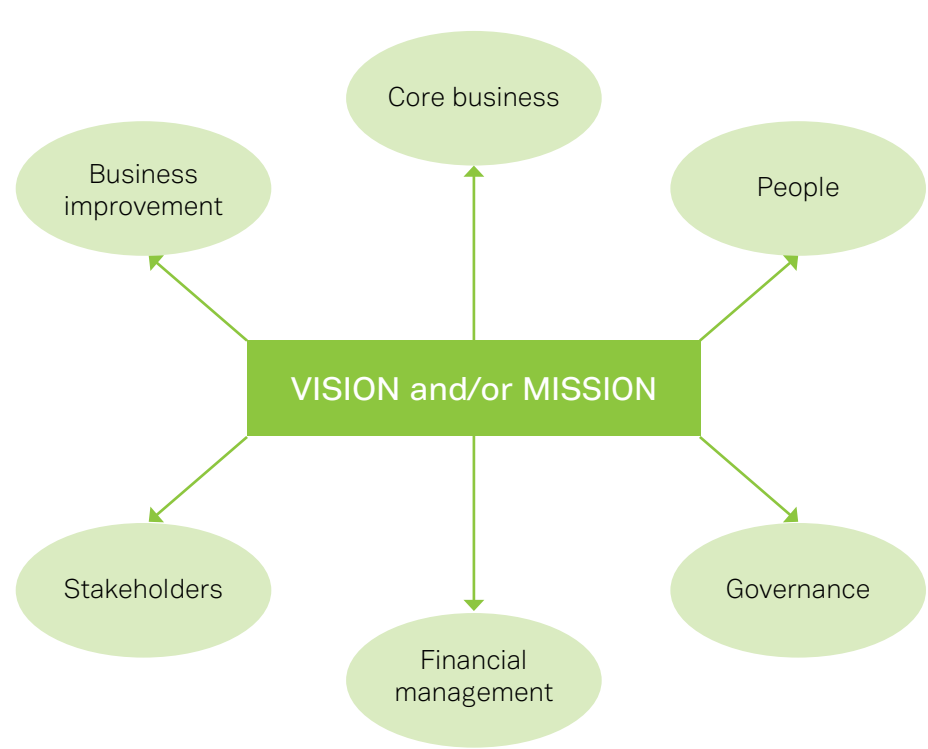 Core business
Business
improvement
People
VISION and/or MISSION
Stakeholders
Governance
Financial
management